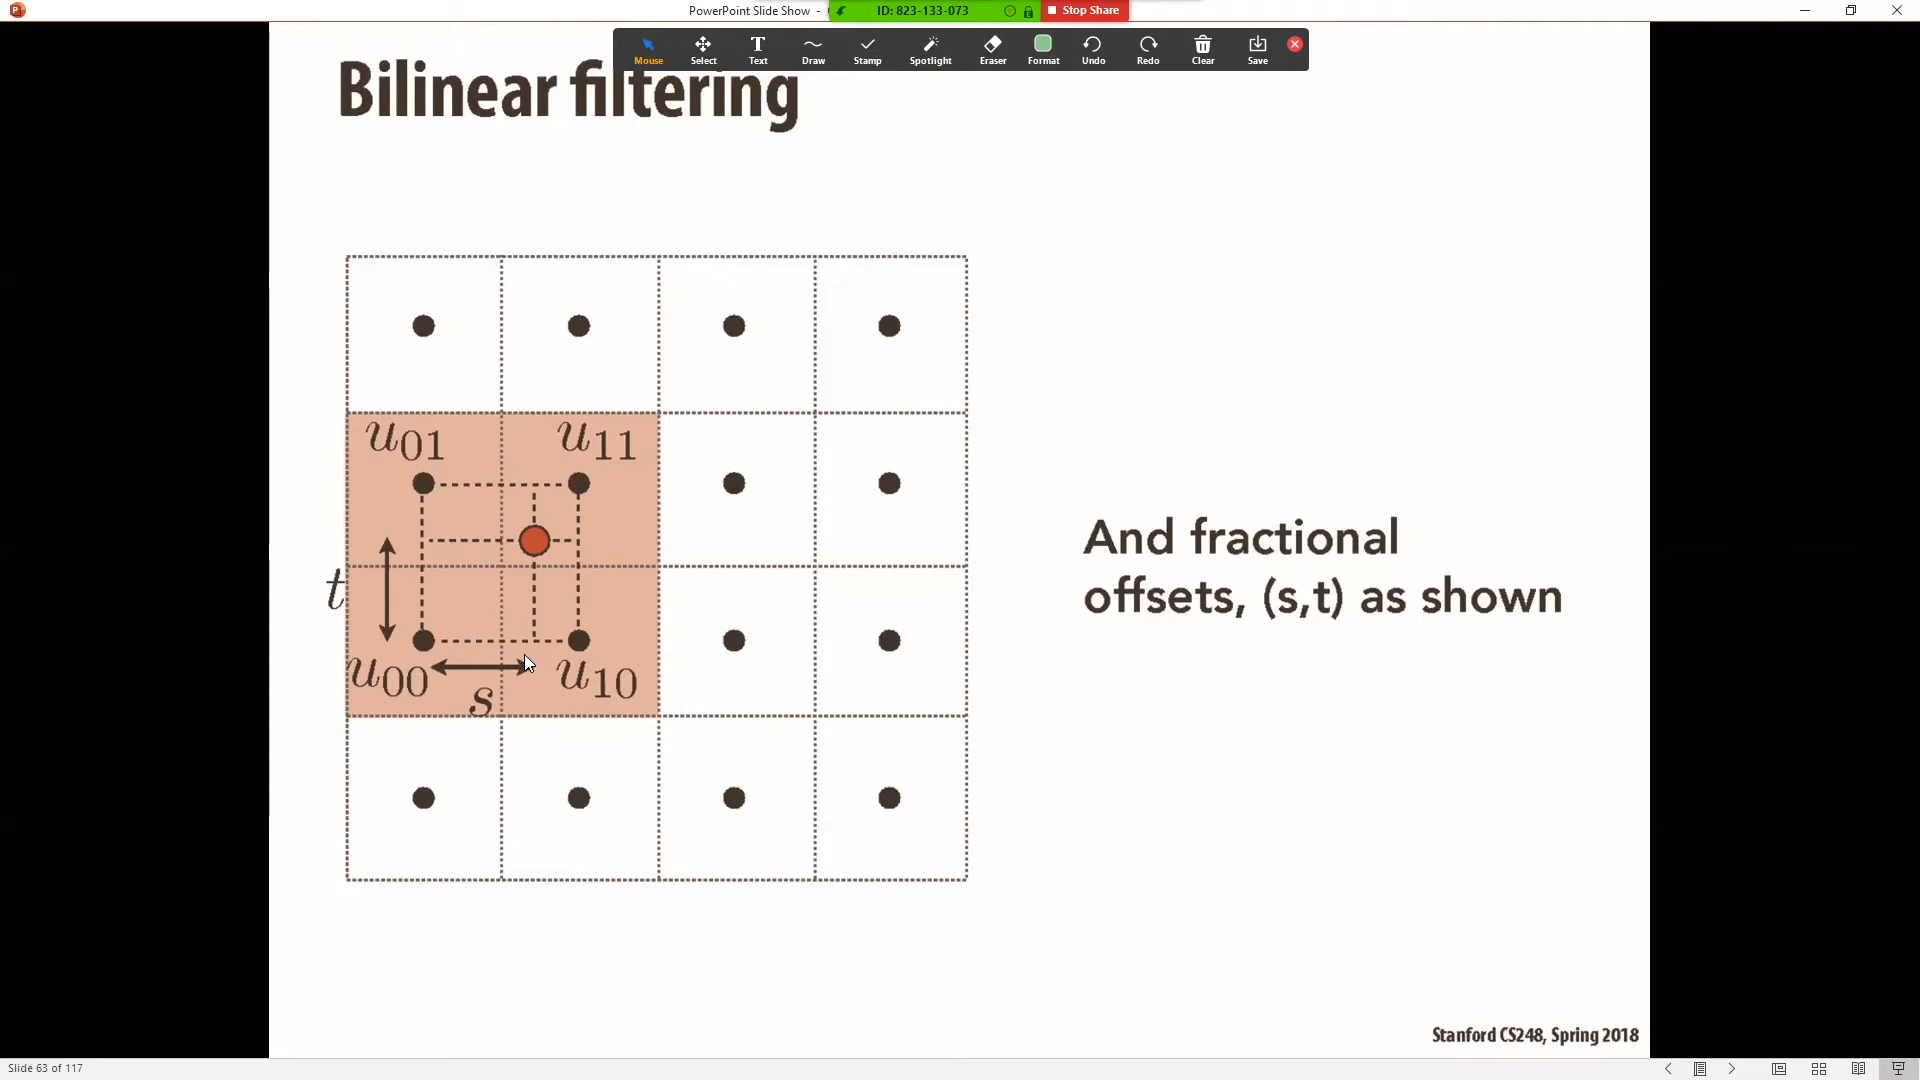 PowerPoint Slide Show -
ID: 823-133-073
Stop Share
Mouse
Select
Text
Draw
Stamp
Spotlight
Eraser
Format
Undo
Redo
Clear
Save
Bilinear filtering
u01 u11
t
u00 u10
s
And fractional
offsets, (s,t) as shown
Stanford CS248, Spring 2018
Slide 63 of 117